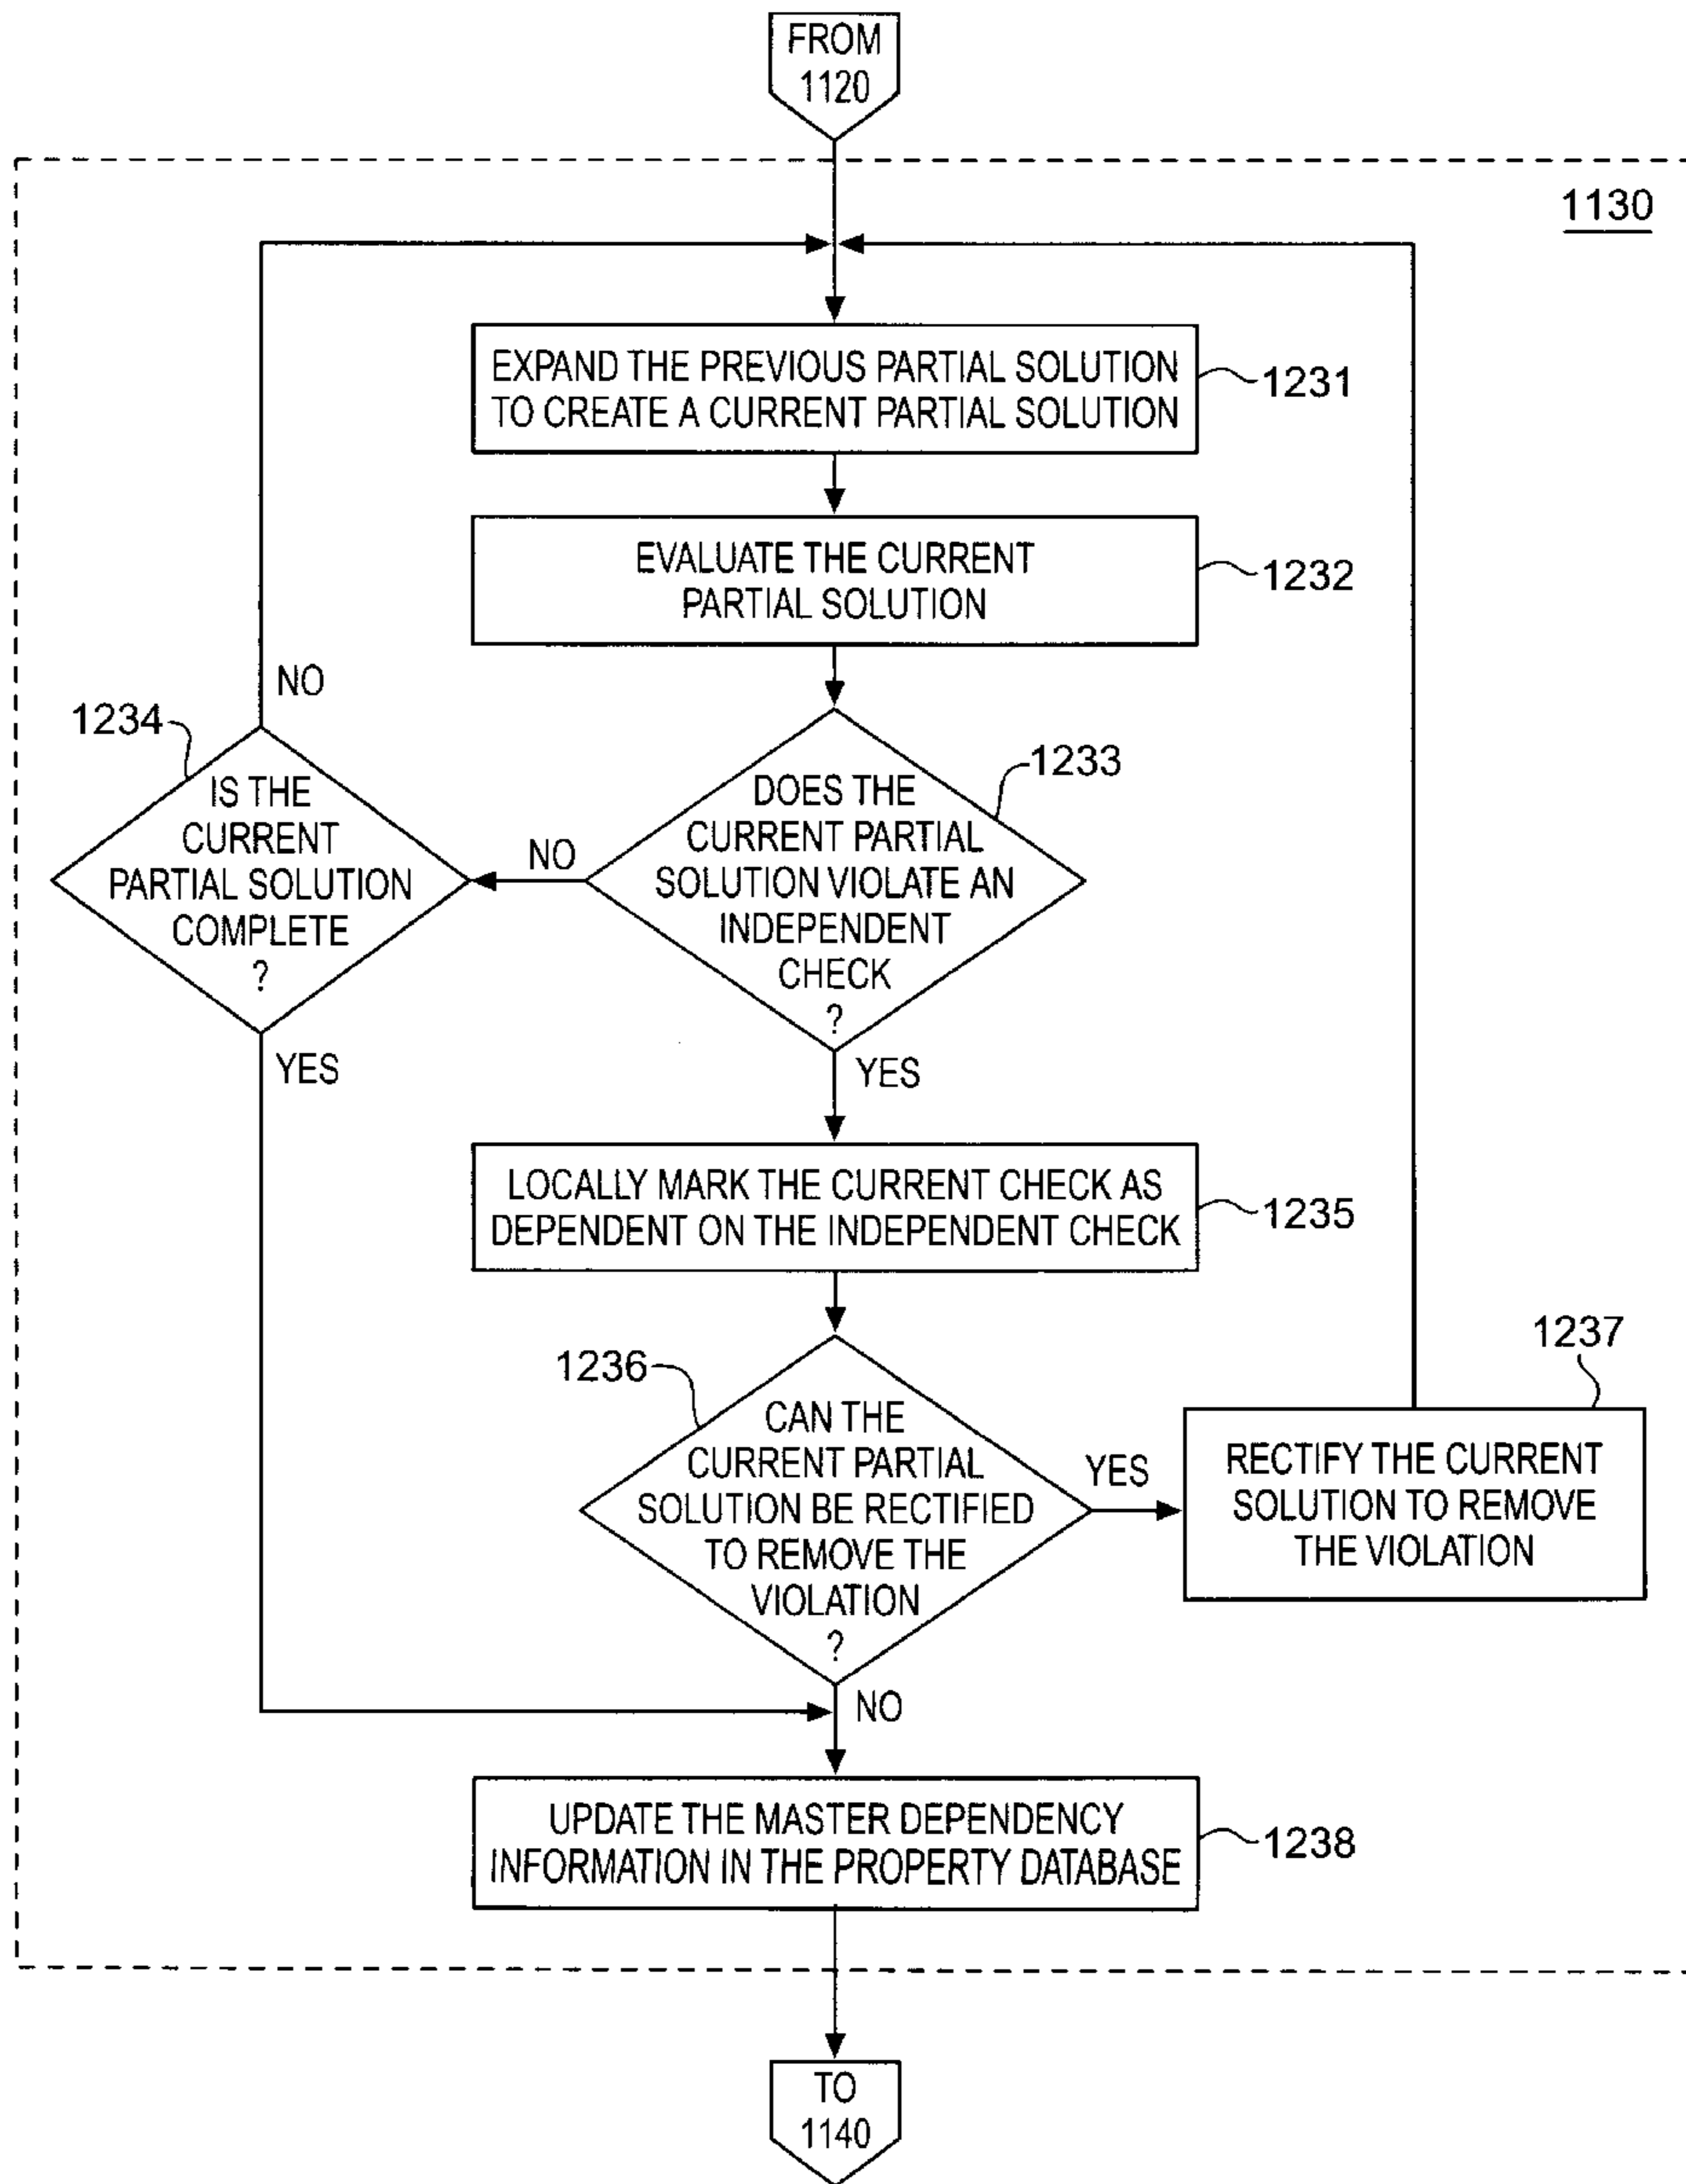 FROM
1120
1130
EXPAND THE PREVIOUS PARTIAL SOLUTION
TO CREATE A CURRENT PARTIAL SOLUTION
1231
EVALUATE THE CURRENT
PARTIAL SOLUTION
1232
NO
1234
IS THE
CURRENT
PARTIAL SOLUTION
COMPLETE
?
YES
NO
1233
DOES THE
CURRENT PARTIAL
SOLUTION VIOLATE AN
INDEPENDENT
CHECK
?
YES
LOCALLY MARK THE CURRENT CHECK AS
DEPENDENT ON THE INDEPENDENT CHECK
1235
1236
CAN THE
CURRENT PARTIAL
SOLUTION BE RECTIFIED
TO REMOVE THE
VIOLATION
?
YES
1237
RECTIFY THE CURRENT
SOLUTION TO REMOVE
THE VIOLATION
NO
UPDATE THE MASTER DEPENDENCY
INFORMATION IN THE PROPERTY DATABASE
1238
TO
1140